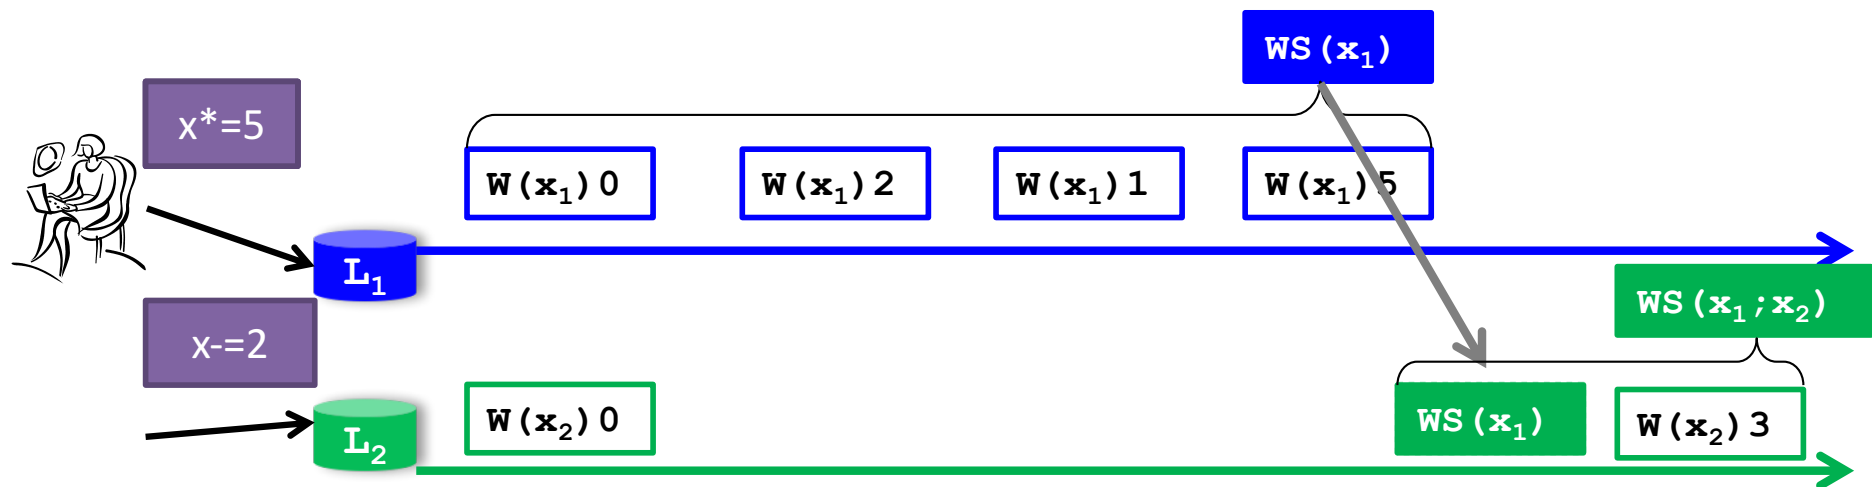 WS(x₁)
x*=5
W(x₁)0 W(x₁)2 W(x₁)1 W(x₁)5
L₁
WS(x₁;x₂)
x-=2
W(x₂)0 WS(x₁) W(x₂)3
L₂